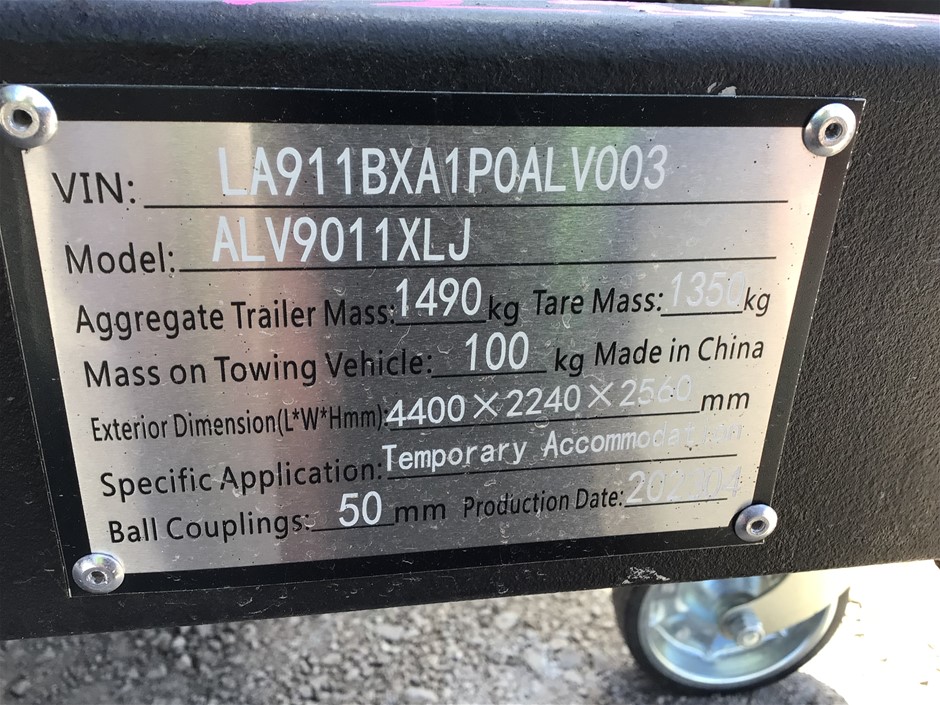 VIN: LA911BXA1P0ALV003
Model: ALV9011XLJ
Aggregate Trailer Mass: 1490 kg Tare Mass: 1350 kg
Mass on Towing Vehicle: 100 kg Made in China
Exterior Dimension(L*W*Hmm): 4400×2240×2560 mm
Specific Application: Temporary Accommodation
Ball Couplings: 50 mm Production Date: 202304